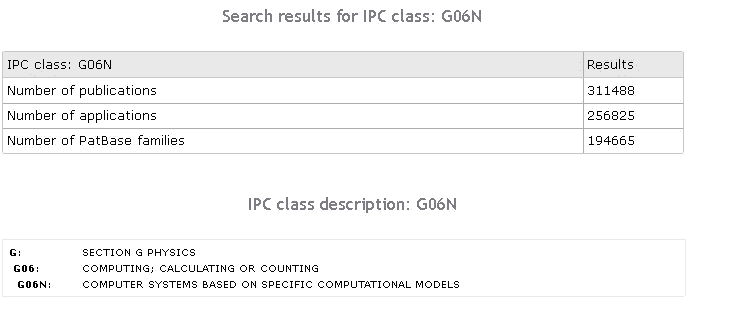 Search results for IPC class: G06N
IPC class: G06N Results
Number of publications 311488
Number of applications 256825
Number of PatBase families 194665
IPC class description: G06N
G: SECTION G PHYSICS
G06: COMPUTING; CALCULATING OR COUNTING
G06N: COMPUTER SYSTEMS BASED ON SPECIFIC COMPUTATIONAL MODELS